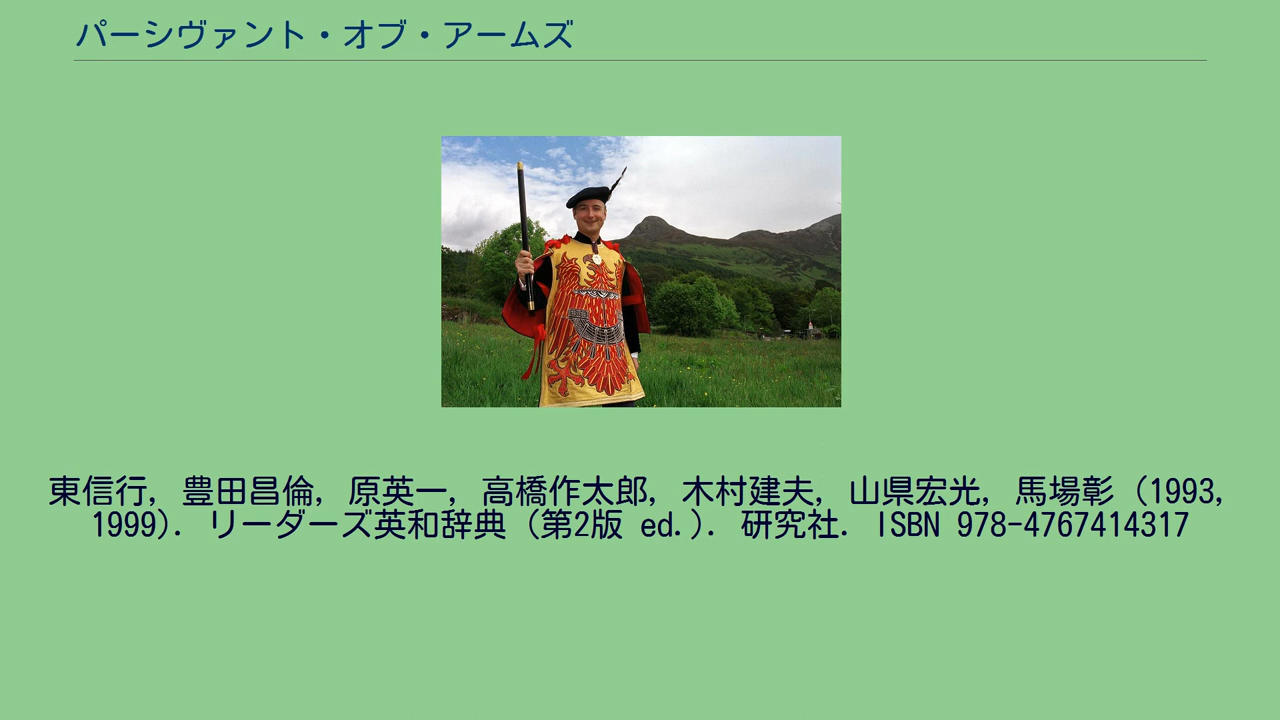 パーシヴァント・オブ・アームズ
東信行, 豊田昌倫, 原英一, 高橋作太郎, 木村建夫, 山県宏光, 馬場彰 (1993,
1999). リーダーズ英和辞典 (第2版 ed.). 研究社. ISBN 978-4767414317